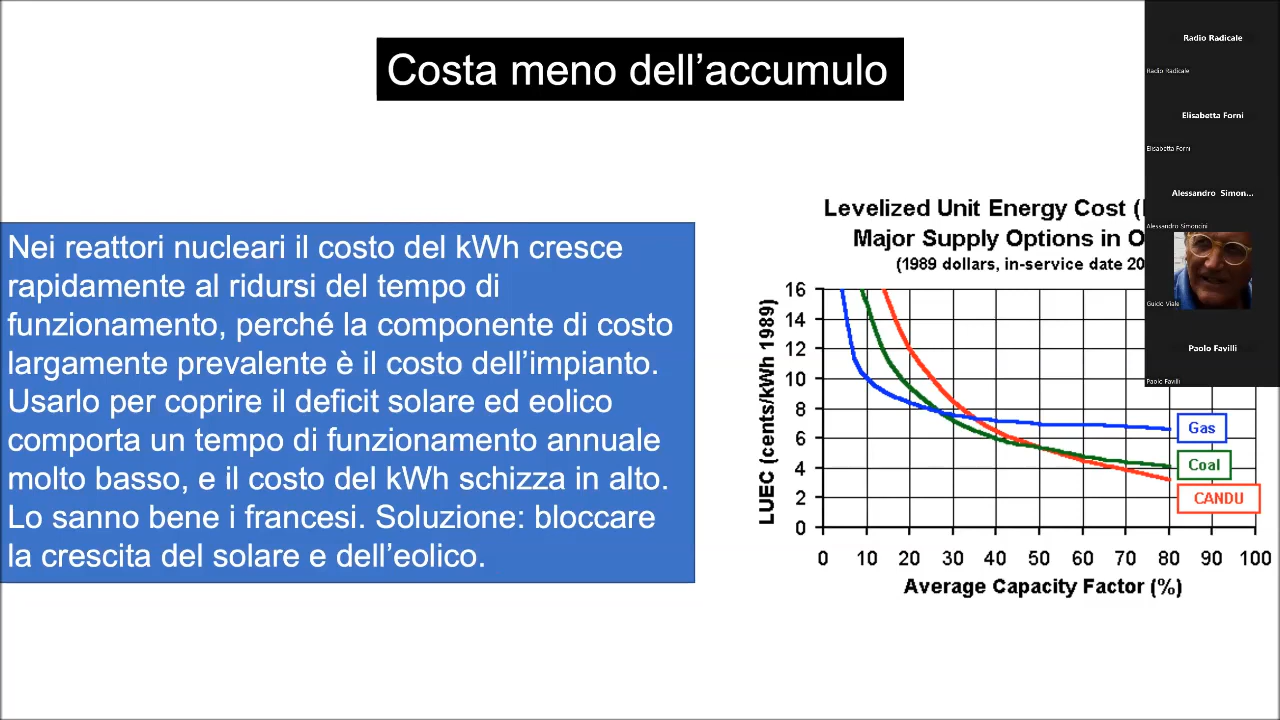 Costa meno dell’accumulo
Nei reattori nucleari il costo del kWh cresce
rapidamente al ridursi del tempo di
funzionamento, perché la componente di costo
largamente prevalente è il costo dell’impianto.
Usarlo per coprire il deficit solare ed eolico
comporta un tempo di funzionamento annuale
molto basso, e il costo del kWh schizza in alto.
Lo sanno bene i francesi. Soluzione: bloccare
la crescita del solare e dell’eolico.
Levelized Unit Energy Cost (
Major Supply Options in O
(1989 dollars, in-service date 20
LUEC (cents/kWh 1989)
16
14
12
10
8
6
4
2
0
0 10 20 30 40 50 60 70 80 90 100
Average Capacity Factor (%)
Gas
Coal
CANDU
Radio Radicale
Radio Radicale
Elisabetta Forni
Elisabetta Forni
Alessandro Simon...
Alessandro Simoncini
Guido Viale
Paolo Favilli
Paolo Favilli